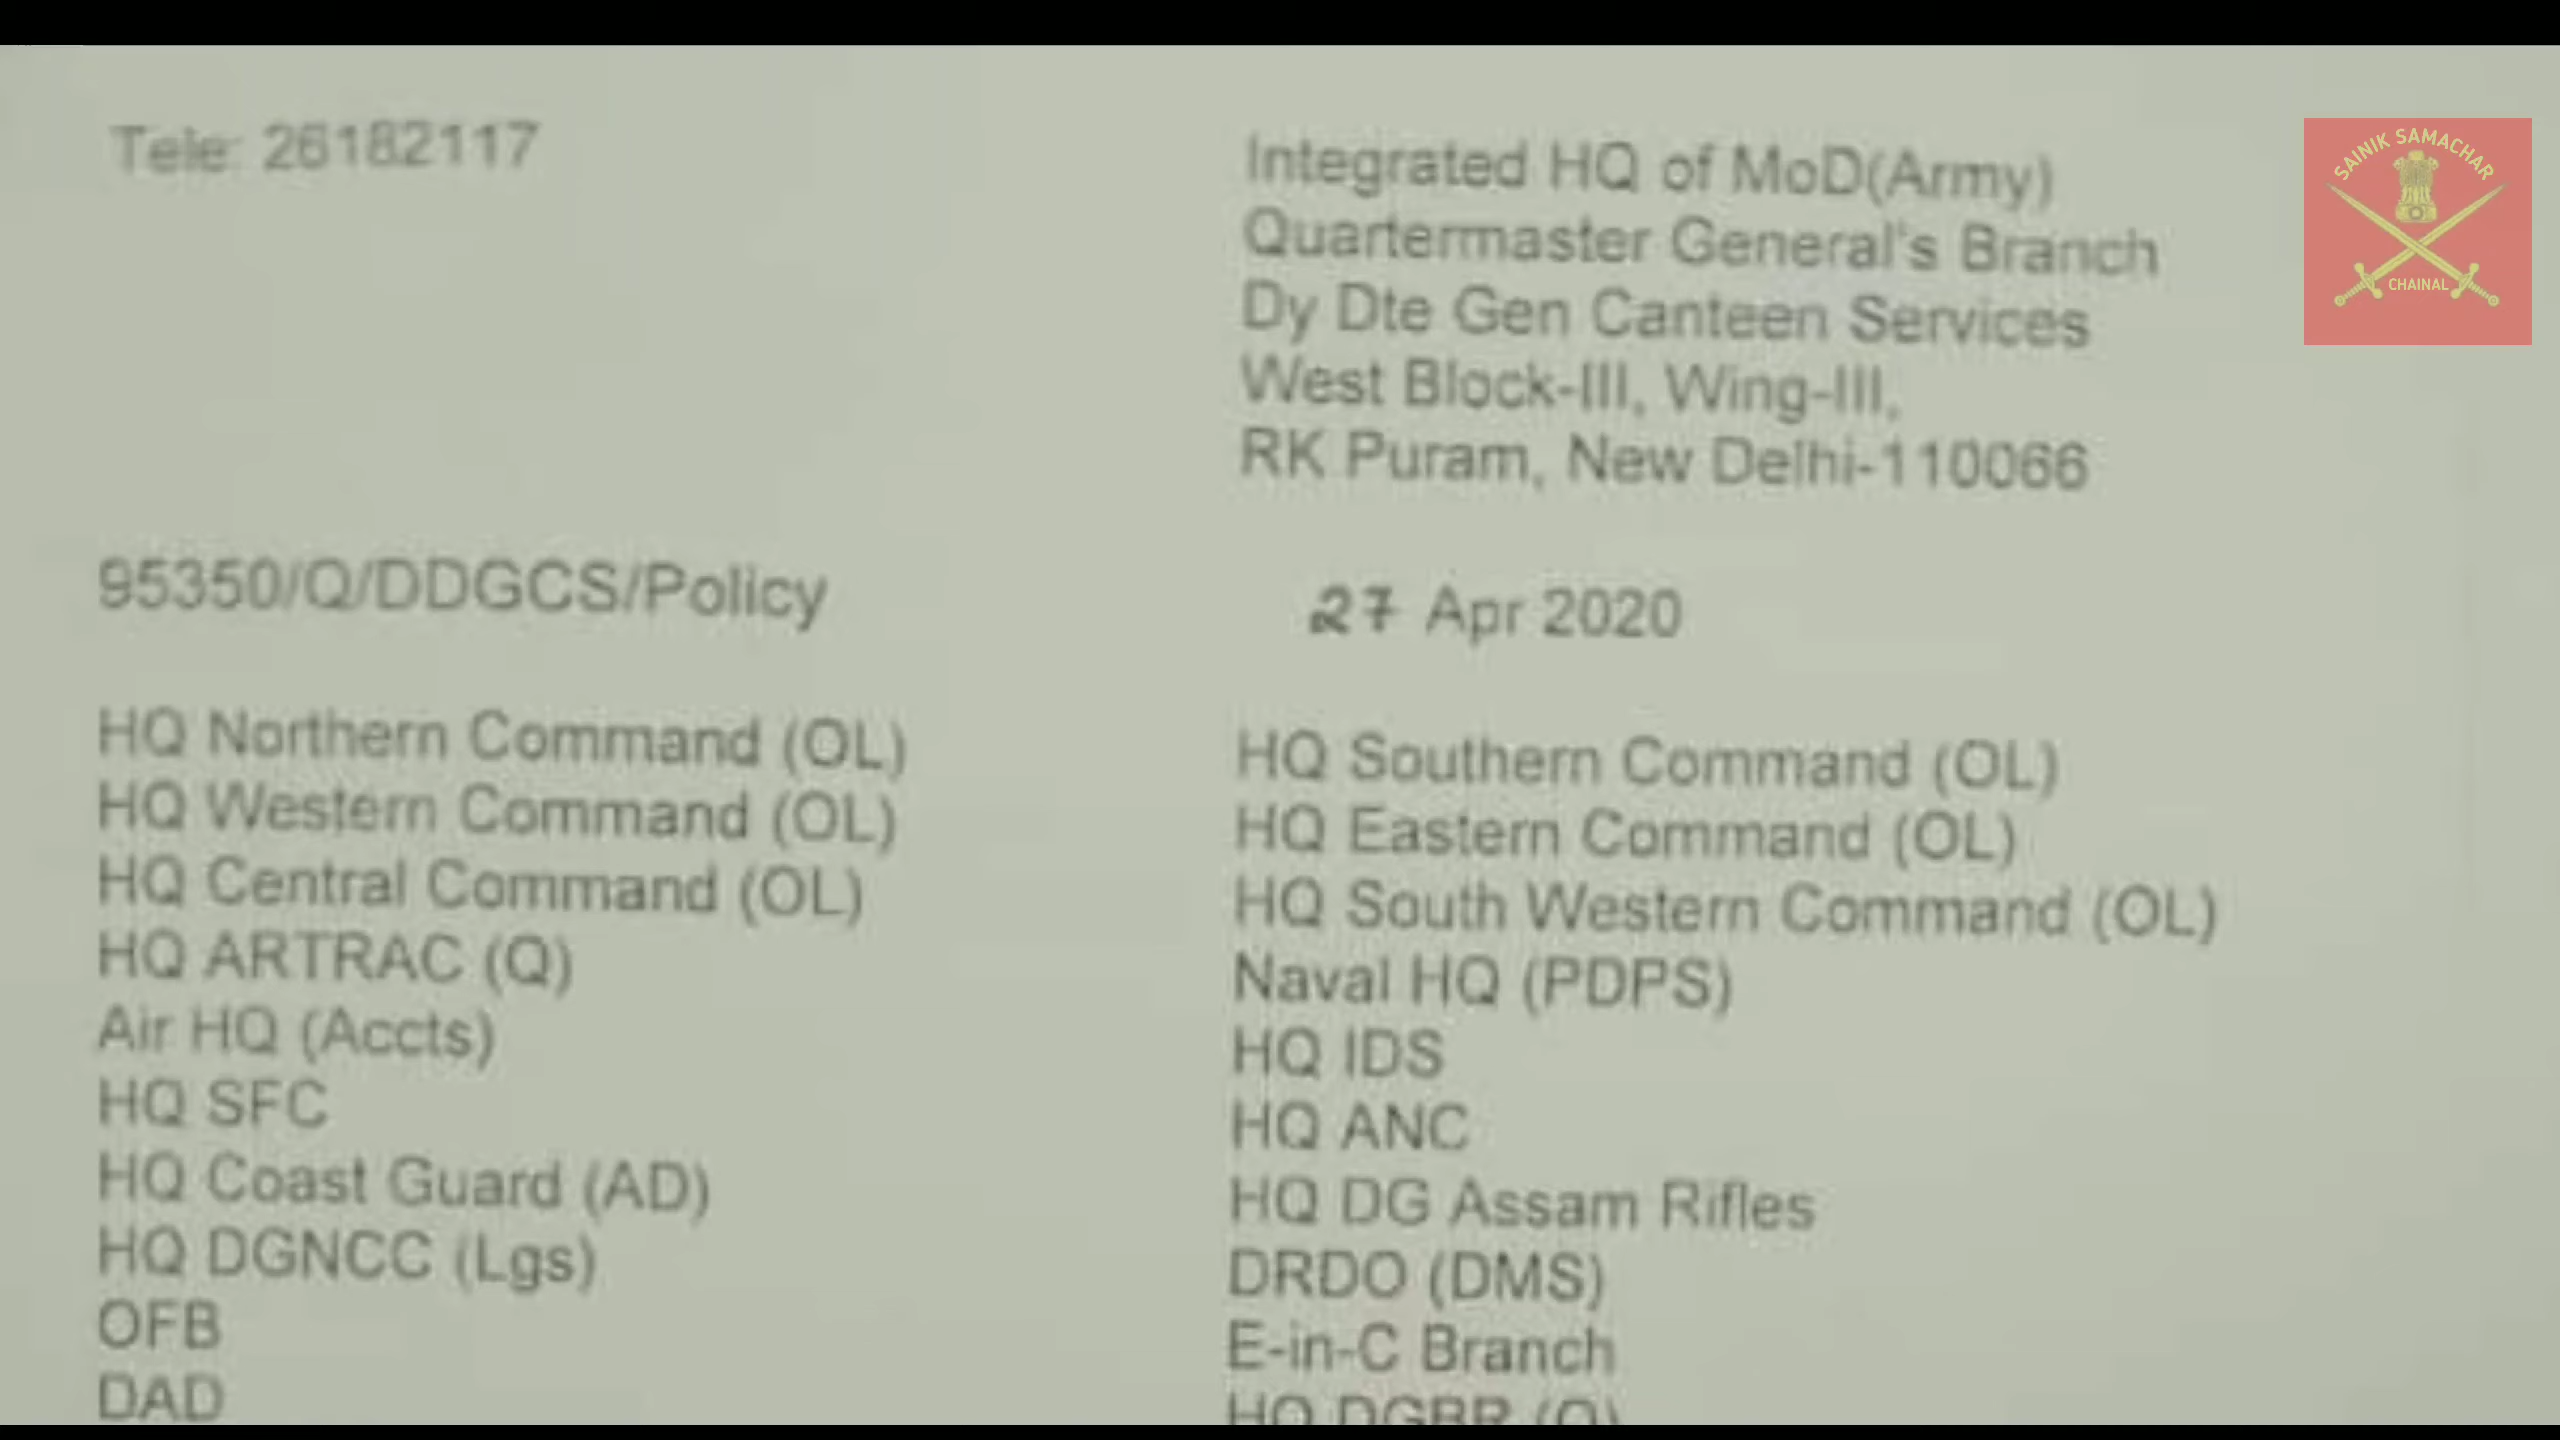 Tele: 26182117
Integrated HQ of MoD(Army)
Quartermaster General's Branch
Dy Dte Gen Canteen Services
West Block-III, Wing-III,
RK Puram, New Delhi-110066
SAINIK SAMACHAR
CHAINAL
95350/Q/DDGCS/Policy
27 Apr 2020
HQ Northern Command (OL)
HQ Western Command (OL)
HQ Central Command (OL)
HQ ARTRAC (Q)
Air HQ (Accts)
HQ SFC
HQ Coast Guard (AD)
HQ DGNCC (Lgs)
OFB
DAD
HQ Southern Command (OL)
HQ Eastern Command (OL)
HQ South Western Command (OL)
Naval HQ (PDPS)
HQ IDS
HQ ANC
HQ DG Assam Rifles
DRDO (DMS)
E-in-C Branch
HQ DGBR (Q)